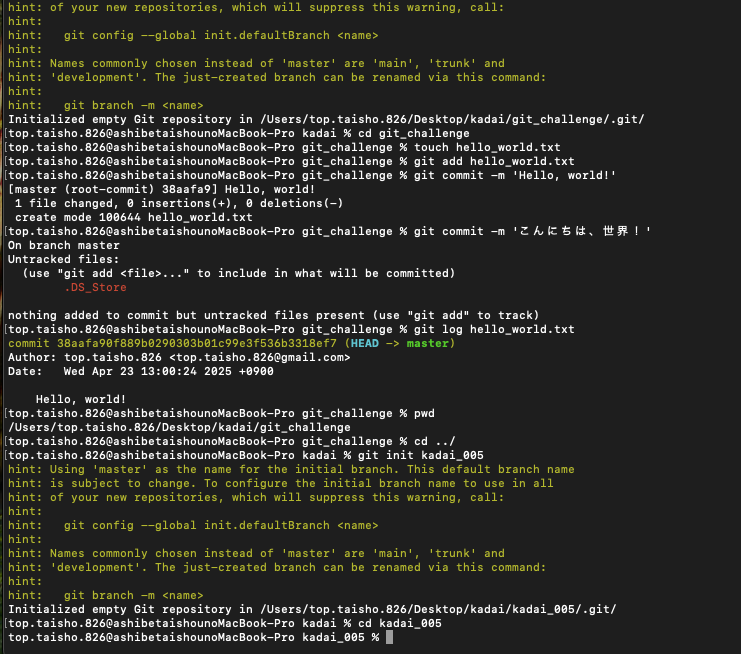 hint: of your new repositories, which will suppress this warning, call:
hint:
hint:   git config --global init.defaultBranch <name>
hint:
hint: Names commonly chosen instead of 'master' are 'main', 'trunk' and
hint: 'development'. The just-created branch can be renamed via this command:
hint:
hint:   git branch -m <name>
Initialized empty Git repository in /Users/top.taisho.826/Desktop/kadai/git_challenge/.git/
[top.taisho.826@ashibetaishounoMacBook-Pro kadai % cd git_challenge
[top.taisho.826@ashibetaishounoMacBook-Pro git_challenge % touch hello_world.txt
[top.taisho.826@ashibetaishounoMacBook-Pro git_challenge % git add hello_world.txt
[top.taisho.826@ashibetaishounoMacBook-Pro git_challenge % git commit -m 'Hello, world!'
[master (root-commit) 38aafa9] Hello, world!
 1 file changed, 0 insertions(+), 0 deletions(-)
 create mode 100644 hello_world.txt
[top.taisho.826@ashibetaishounoMacBook-Pro git_challenge % git commit -m 'こんにちは、世界！'
On branch master
Untracked files:
  (use "git add <file>..." to include in what will be committed)
        .DS_Store

nothing added to commit but untracked files present (use "git add" to track)
[top.taisho.826@ashibetaishounoMacBook-Pro git_challenge % git log hello_world.txt
commit 38aafa90f889b0290303b01c99e3f536b3318ef7 (HEAD -> master)
Author: top.taisho.826 <top.taisho.826@gmail.com>
Date:   Wed Apr 23 13:00:24 2025 +0900

    Hello, world!
[top.taisho.826@ashibetaishounoMacBook-Pro git_challenge % pwd
/Users/top.taisho.826/Desktop/kadai/git_challenge
[top.taisho.826@ashibetaishounoMacBook-Pro git_challenge % cd ../
[top.taisho.826@ashibetaishounoMacBook-Pro kadai % git init kadai_005
hint: Using 'master' as the name for the initial branch. This default branch name
hint: is subject to change. To configure the initial branch name to use in all
hint: of your new repositories, which will suppress this warning, call:
hint:
hint:   git config --global init.defaultBranch <name>
hint:
hint: Names commonly chosen instead of 'master' are 'main', 'trunk' and
hint: 'development'. The just-created branch can be renamed via this command:
hint:
hint:   git branch -m <name>
Initialized empty Git repository in /Users/top.taisho.826/Desktop/kadai/kadai_005/.git/
[top.taisho.826@ashibetaishounoMacBook-Pro kadai % cd kadai_005
top.taisho.826@ashibetaishounoMacBook-Pro kadai_005 %